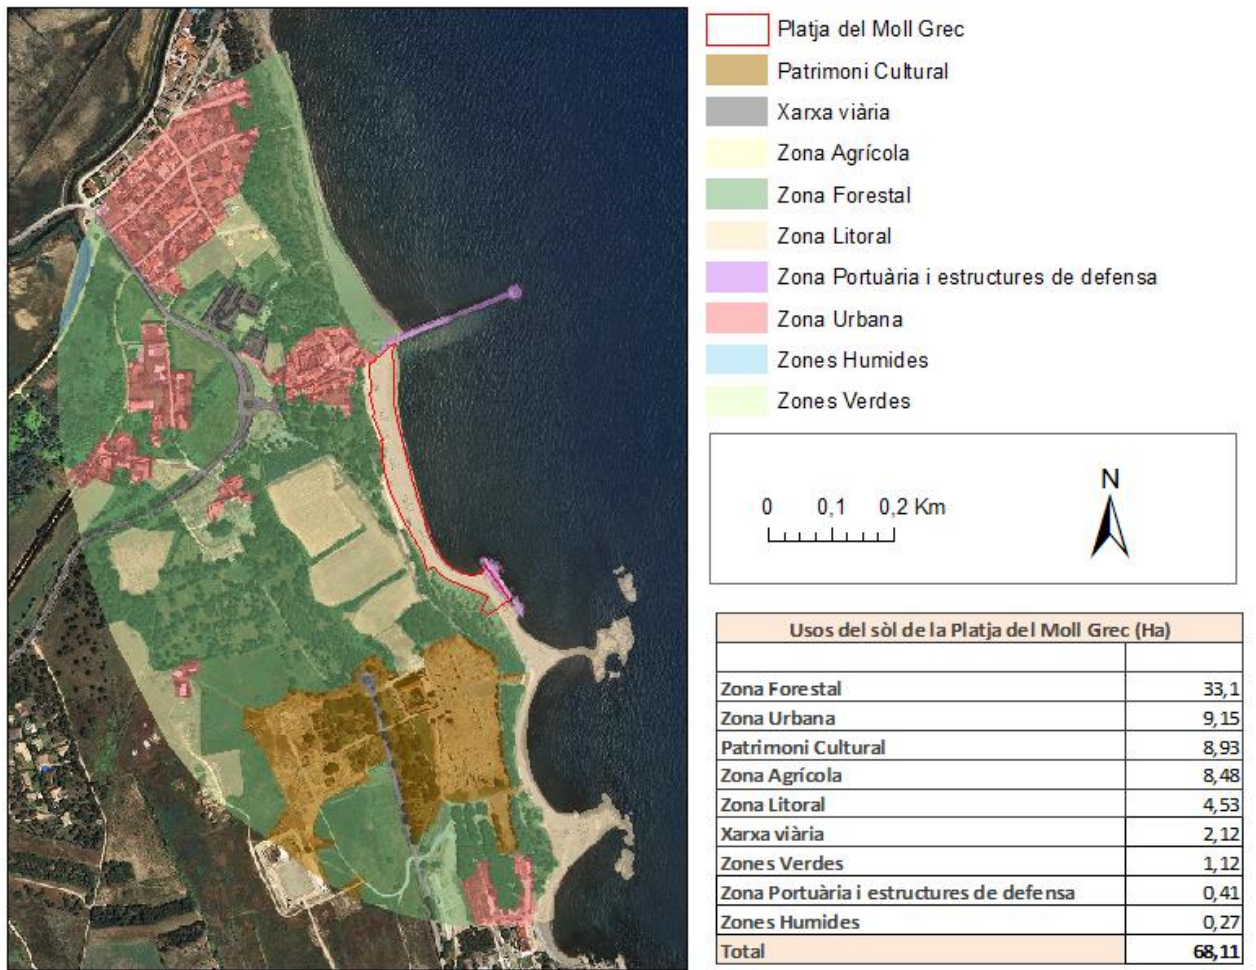 Platja del Moll Grec
Patrimoni Cultural
Xarxa viària
Zona Agrícola
Zona Forestal
Zona Litoral
Zona Portuària i estructures de defensa
Zona Urbana
Zones Humides
Zones Verdes
0 0,1 0,2 Km
N
Usos del sòl de la Platja del Moll Grec (Ha)
Zona Forestal 33,1
Zona Urbana 9,15
Patrimoni Cultural 8,93
Zona Agrícola 8,48
Zona Litoral 4,53
Xarxa viària 2,12
Zones Verdes 1,12
Zona Portuària i estructures de defensa 0,41
Zones Humides 0,27
Total 68,11